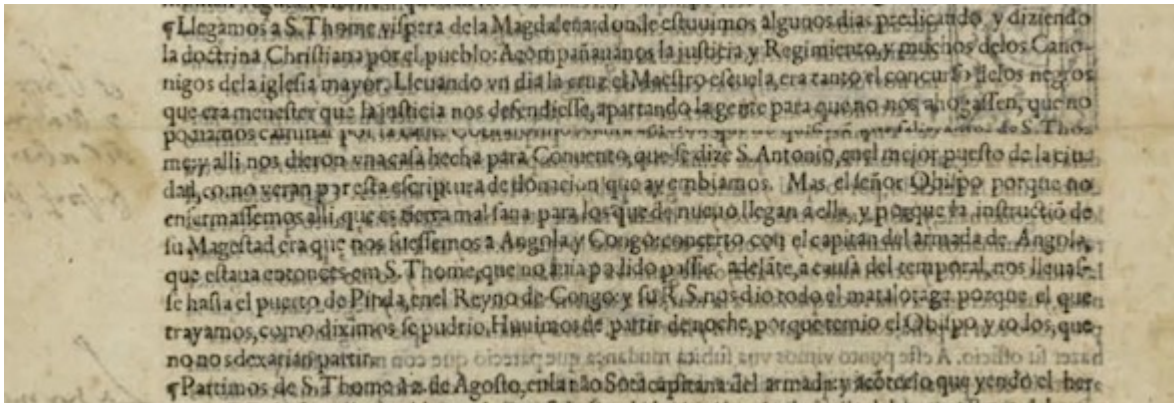 ¶Llegamos a S. Thome vispera dela Magdalena: donde estuuimos algunos dias predicando, y diziendo
la doctrina Christiana por el pueblo: Acompañauanos la justicia y Regimiento, y muchos delos Cano-
nigos dela iglesia mayor. Lleuando vn dia la cruz el Maestro escuela, era tanto el concurso delos negros
que era menester que la justicia nos defendiesse, apartando la gente para que no nos ahogassen, que no
podiamos caminar por la de S. Tho-
me: y alli nos dieron vna casa hecha para Conuento, que se dize S. Antonio, enel mejor puesto de la ciu-
dad, como veran por esta escriptura de donacion que ay embiamos. Mas el señor Obispo porque no
enfermassemos alli, que es tierra mal sana para los que de nueuo llegan a ella, y porque la instructiõ de
su Magestad era que nos fuessemos a Angola y Congo: concerto con el capitan del armada de Angola,
que estaua entonces em S. Thome, que no auia podido passar adelãte, a causa del temporal, nos lleuas-
se hasta el puerto de Pinda, enel Reyno de Congo: y su R. S. nos dio todo el matalotage porque el que
trayamos, como diximos se pudrio. Huuimos de partir de noche, porque temio el Obispo y todos, que
no nos dexarian partir.
¶Partimos de S. Thome a 2. de Agosto, enla não capitana del armada: y acõtecio que yendo el